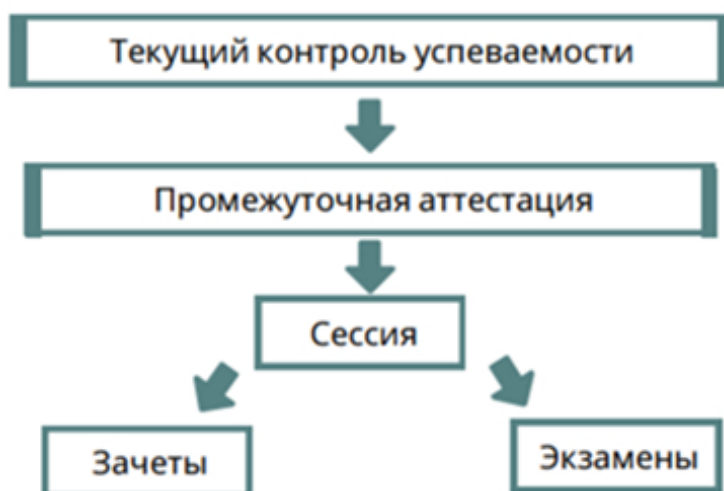 Текущий контроль успеваемости
Промежуточная аттестация
Сессия
Зачеты
Экзамены